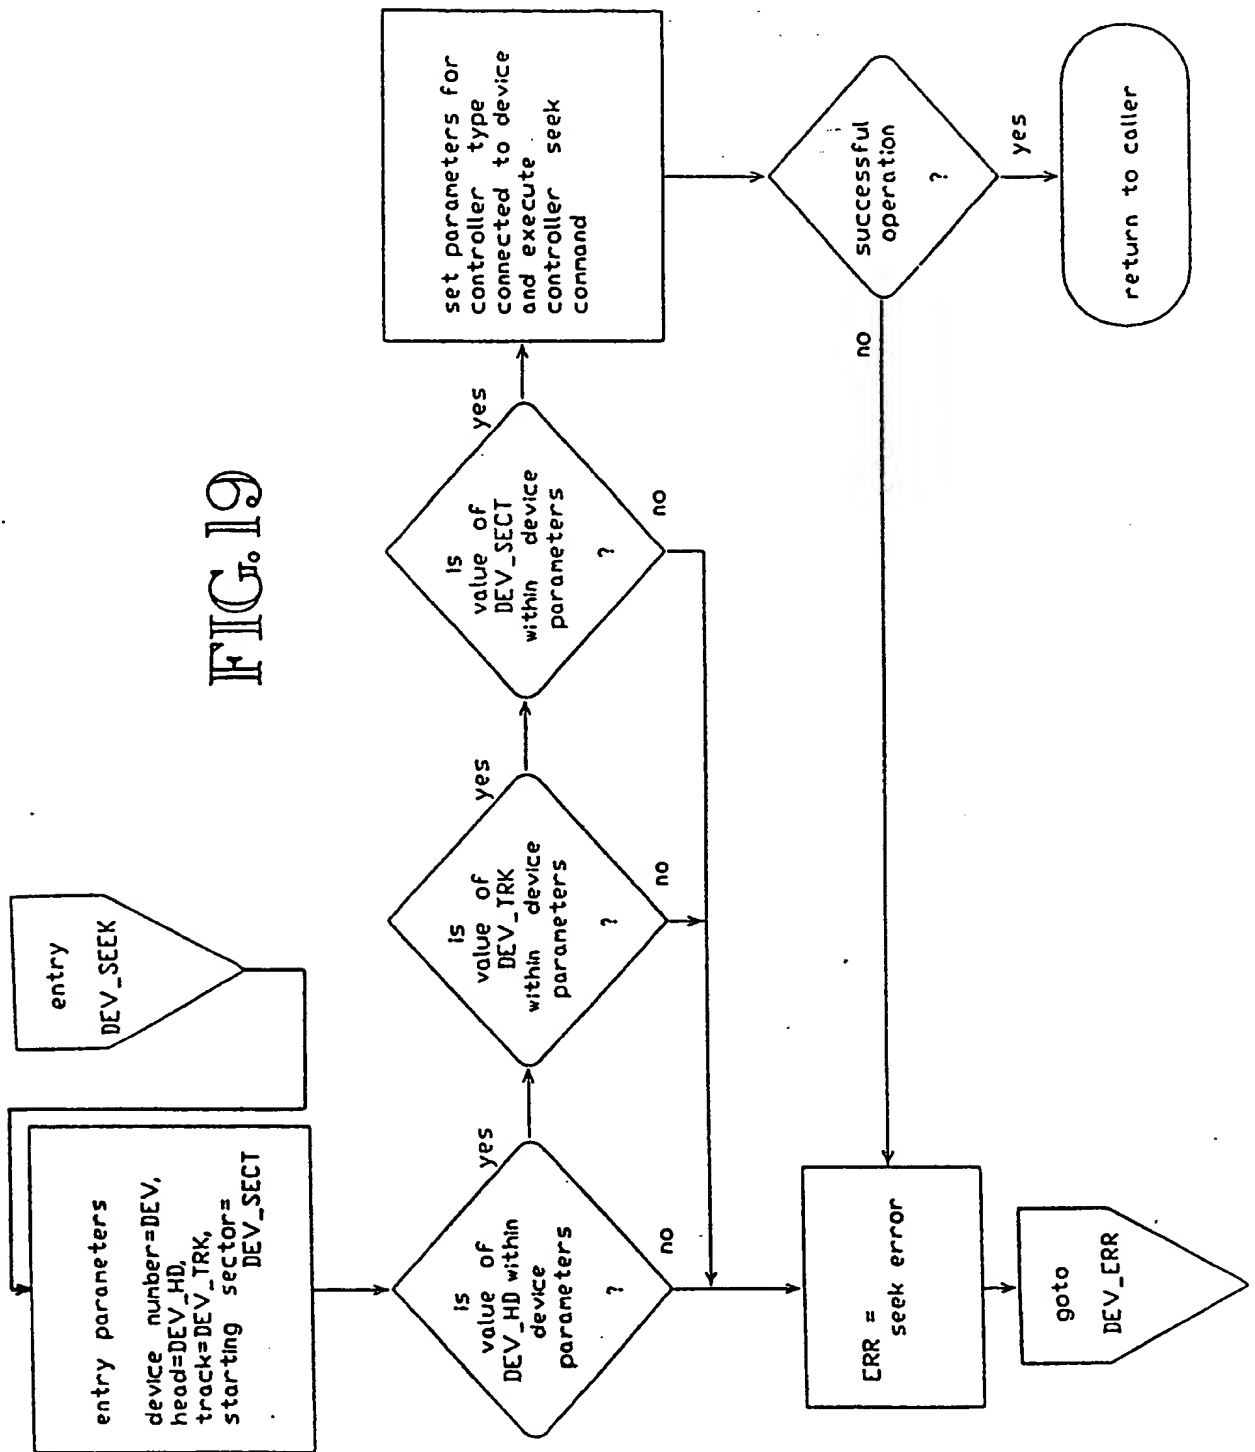 FIG. 19
entry
DEV_SEEK
entry parameters
device number=DEV,
head=DEV_HD,
track=DEV_TRK,
starting sector=
DEV_SECT
is
value of
DEV_HD within
device
parameters
?
yes
no
is
value of
DEV_TRK
within device
parameters
?
yes
no
is
value of
DEV_SECT
within device
parameters
?
yes
no
set parameters for
controller type
connected to device
and execute
controller seek
command
successful
operation
?
no
yes
return to caller
ERR =
seek error
goto
DEV_ERR